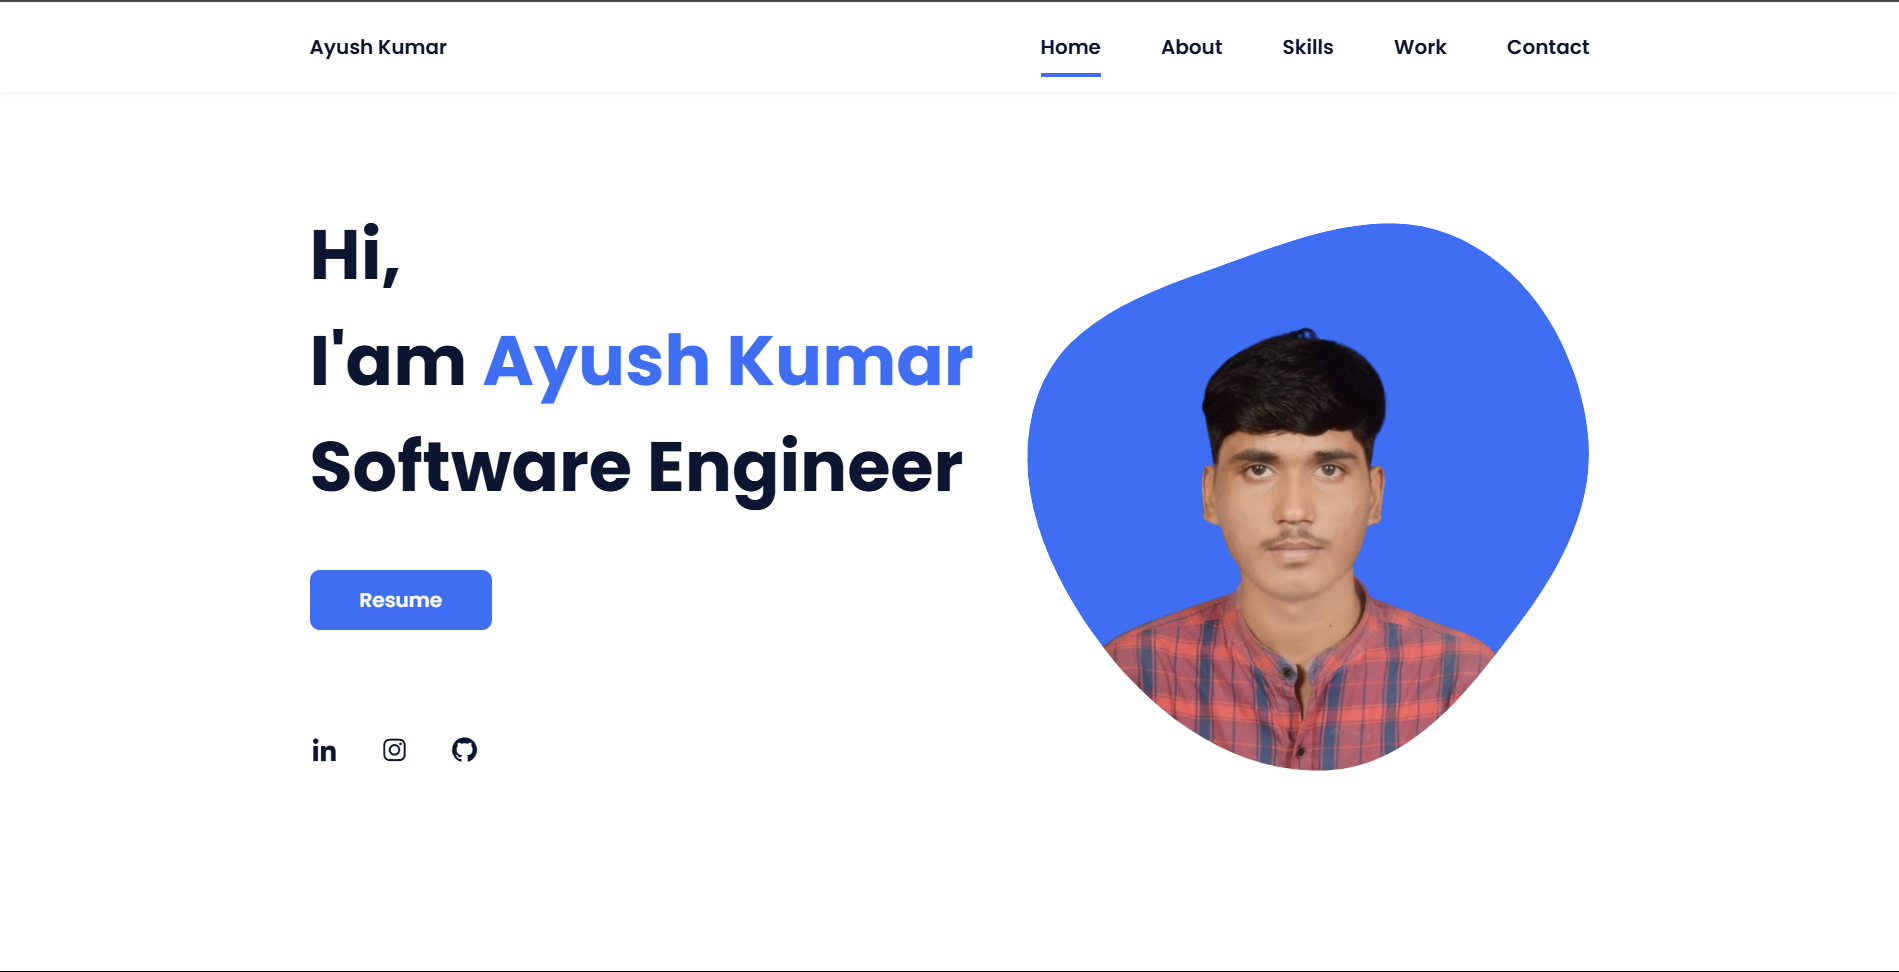 Ayush Kumar
Home About Skills Work Contact
Hi,
I'am Ayush Kumar
Software Engineer
Resume
in